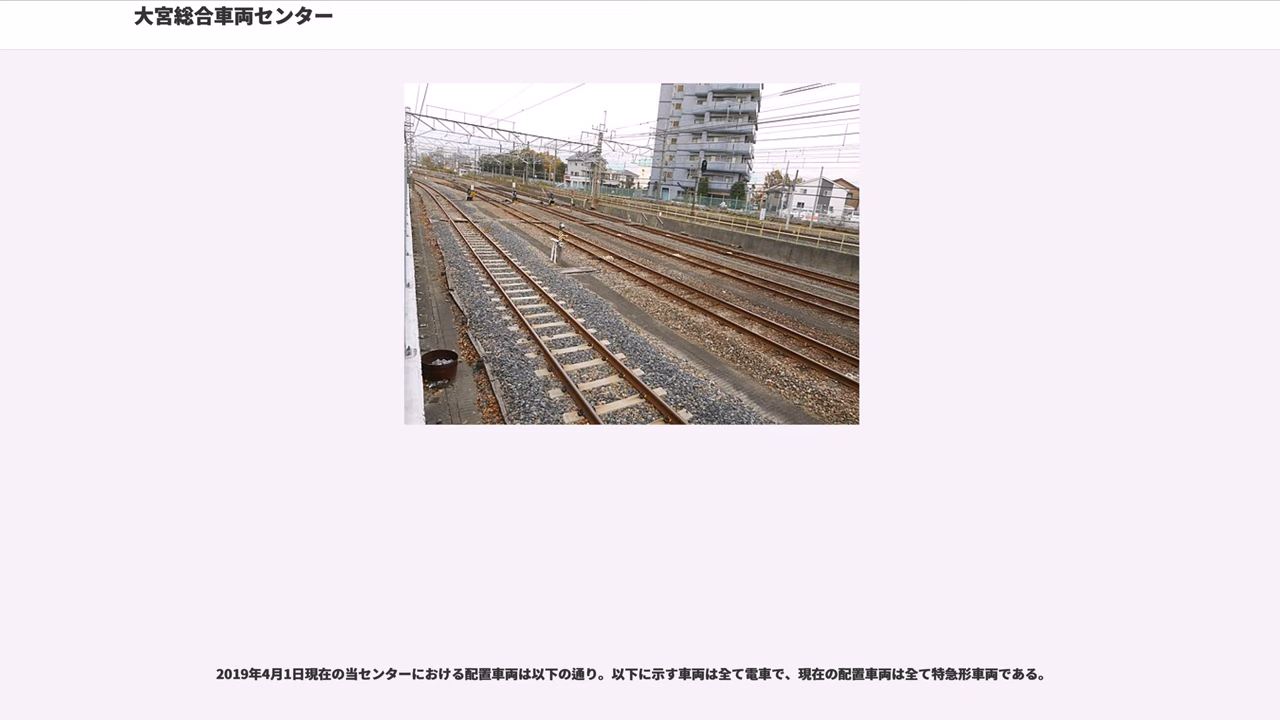 大宮総合車両センター
2019年4月1日現在の当センターにおける配置車両は以下の通り。以下に示す車両は全て電車で、現在の配置車両は全て特急形車両である。